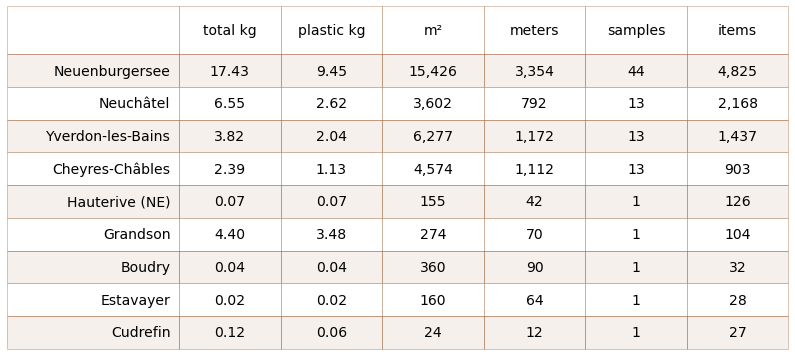 total kg plastic kg m² meters samples items
Neuenburgersee 17.43 9.45 15,426 3,354 44 4,825
Neuchâtel 6.55 2.62 3,602 792 13 2,168
Yverdon-les-Bains 3.82 2.04 6,277 1,172 13 1,437
Cheyres-Châbles 2.39 1.13 4,574 1,112 13 903
Hauterive (NE) 0.07 0.07 155 42 1 126
Grandson 4.40 3.48 274 70 1 104
Boudry 0.04 0.04 360 90 1 32
Estavayer 0.02 0.02 160 64 1 28
Cudrefin 0.12 0.06 24 12 1 27